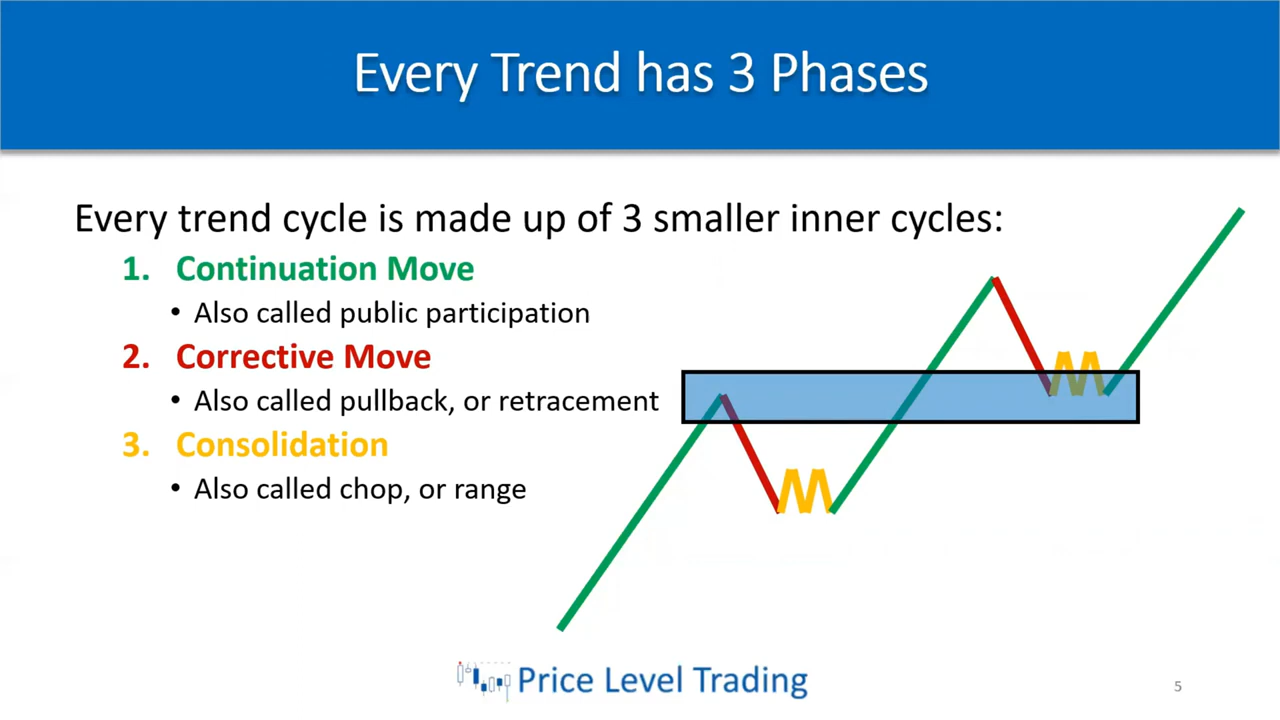 Every Trend has 3 Phases
Every trend cycle is made up of 3 smaller inner cycles:
1. Continuation Move
• Also called public participation
2. Corrective Move
• Also called pullback, or retracement
3. Consolidation
• Also called chop, or range
Price Level Trading
5